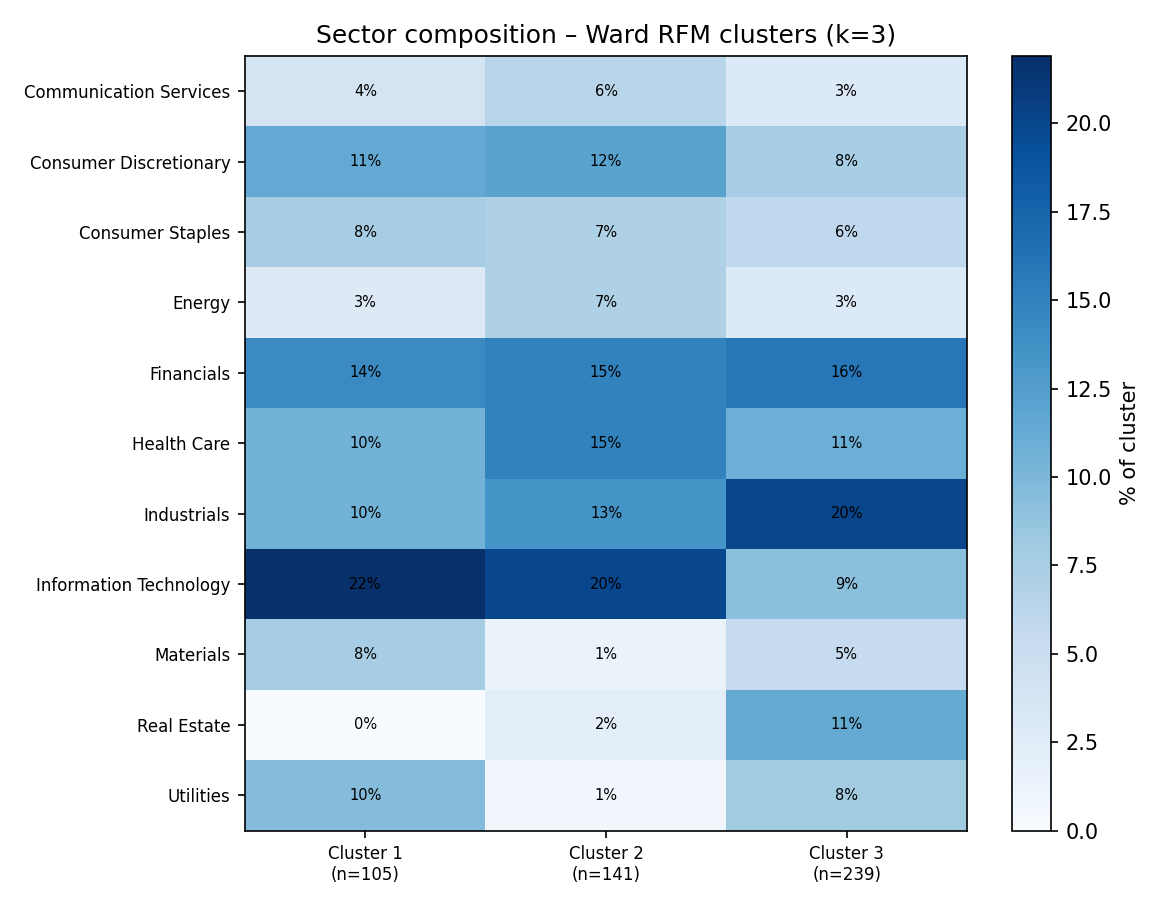 Sector composition – Ward RFM clusters (k=3)
Communication Services 4% 6% 3%
Consumer Discretionary 11% 12% 8%
Consumer Staples 8% 7% 6%
Energy 3% 7% 3%
Financials 14% 15% 16%
Health Care 10% 15% 11%
Industrials 10% 13% 20%
Information Technology 22% 20% 9%
Materials 8% 1% 5%
Real Estate 0% 2% 11%
Utilities 10% 1% 8%
Cluster 1 Cluster 2 Cluster 3
(n=105) (n=141) (n=239)
20.0
17.5
15.0
12.5
10.0
7.5
5.0
2.5
0.0
% of cluster